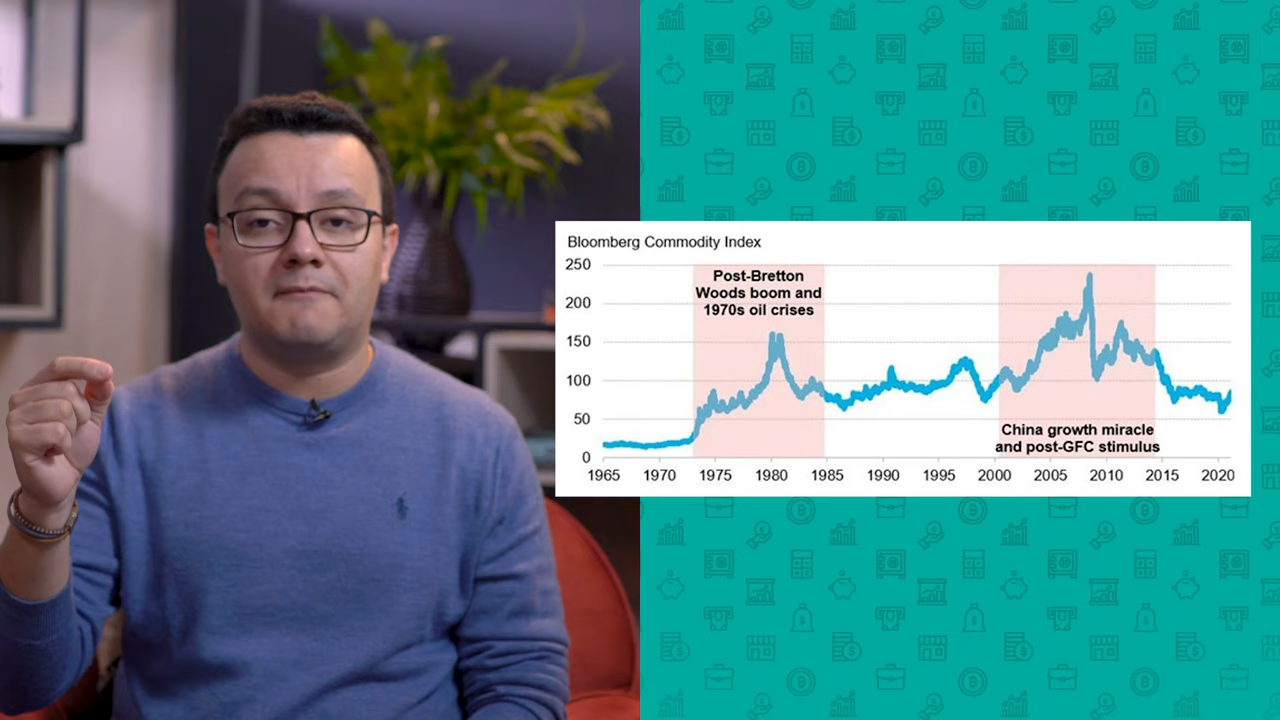 Bloomberg Commodity Index
250
200
150
100
50
0
Post-Bretton
Woods boom and
1970s oil crises
China growth miracle
and post-GFC stimulus
1965 1970 1975 1980 1985 1990 1995 2000 2005 2010 2015 2020